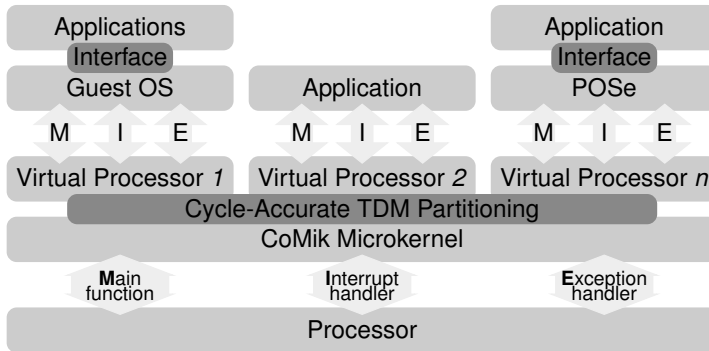 Applications Application
Interface Interface
Guest OS Application POSe
M I E M I E M I E
Virtual Processor 1 Virtual Processor 2 Virtual Processor n
Cycle-Accurate TDM Partitioning
CoMik Microkernel
Main Interrupt Exception
function handler handler
Processor